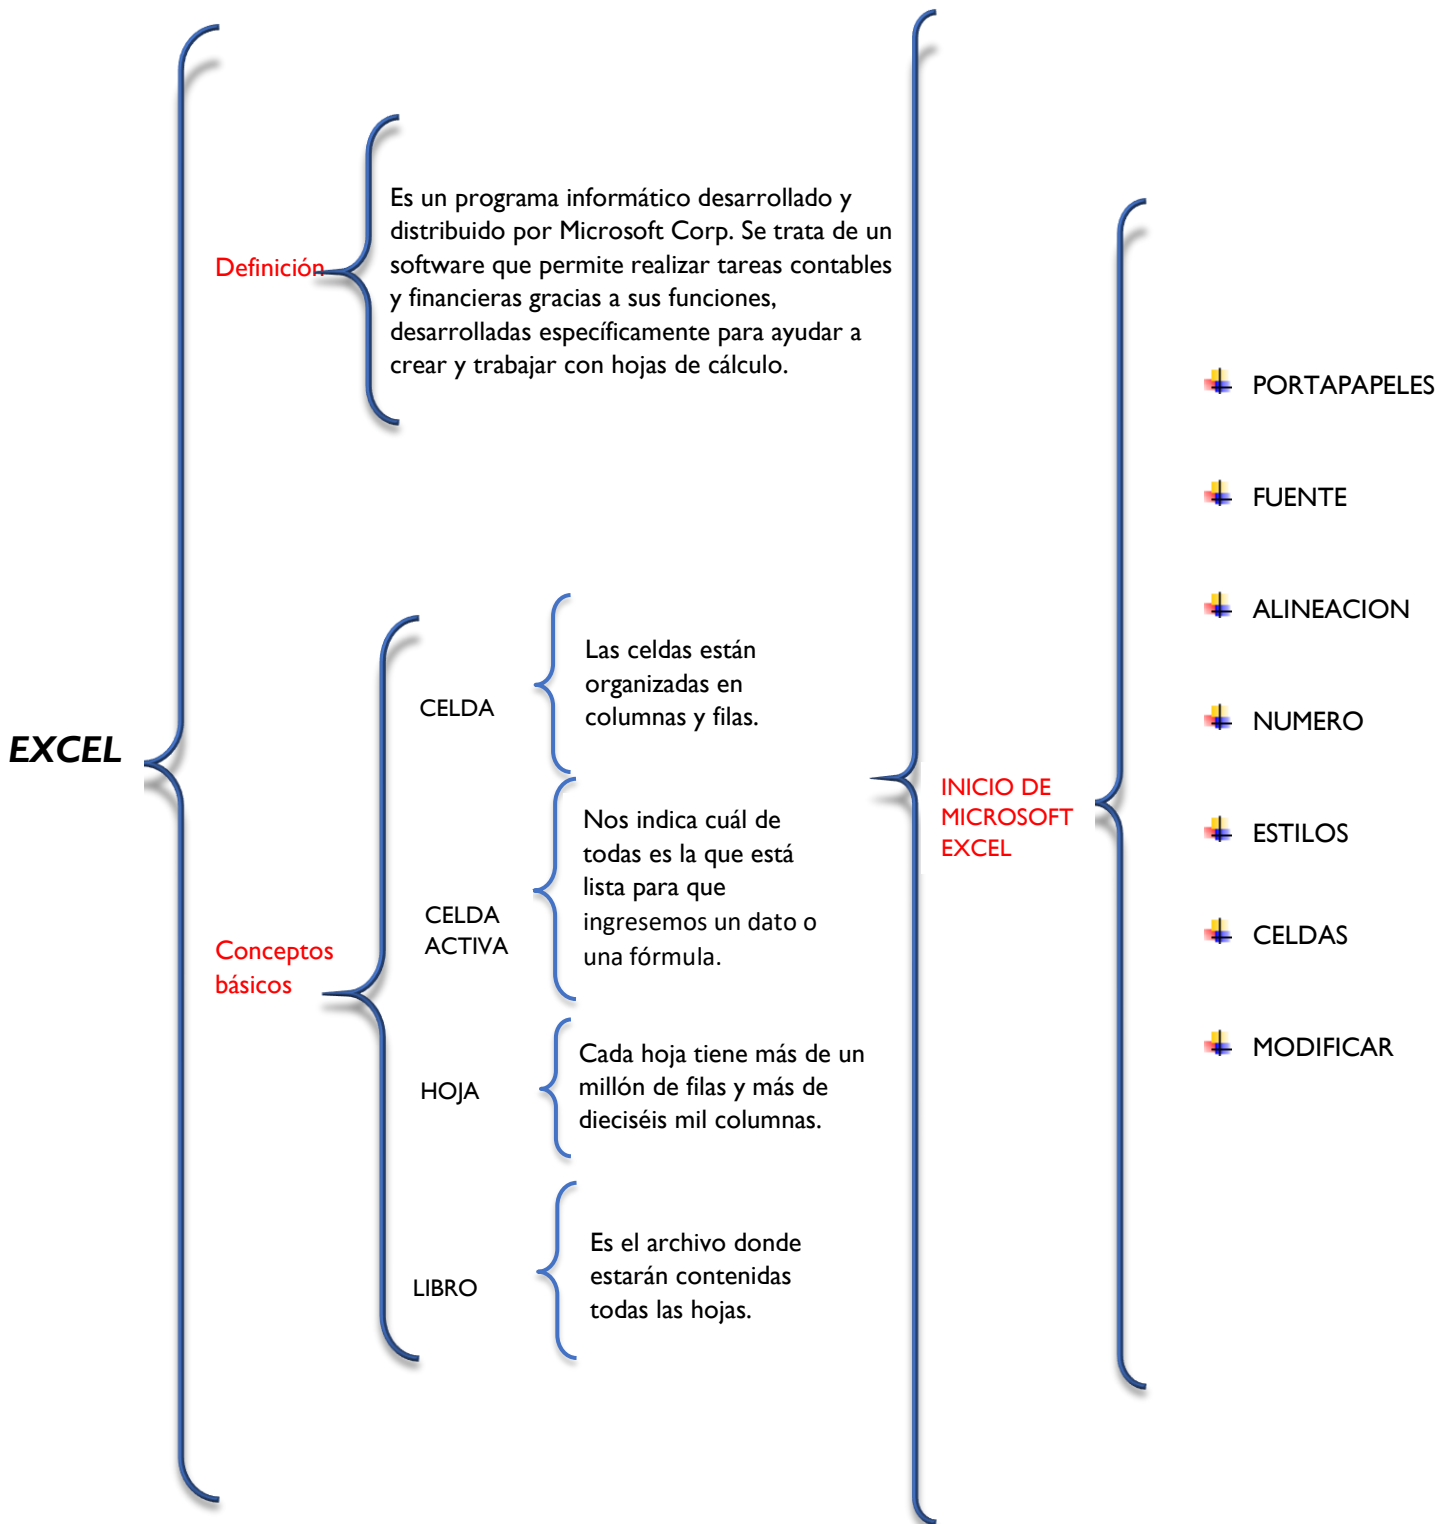 EXCEL
Definición
Es un programa informático desarrollado y
distribuido por Microsoft Corp. Se trata de un
software que permite realizar tareas contables
y financieras gracias a sus funciones,
desarrolladas específicamente para ayudar a
crear y trabajar con hojas de cálculo.
Conceptos
básicos
CELDA
Las celdas están
organizadas en
columnas y filas.
CELDA
ACTIVA
Nos indica cuál de
todas es la que está
lista para que
ingresemos un dato o
una fórmula.
HOJA
Cada hoja tiene más de un
millón de filas y más de
dieciséis mil columnas.
LIBRO
Es el archivo donde
estarán contenidas
todas las hojas.
INICIO DE
MICROSOFT
EXCEL
PORTAPAPELES
FUENTE
ALINEACION
NUMERO
ESTILOS
CELDAS
MODIFICAR